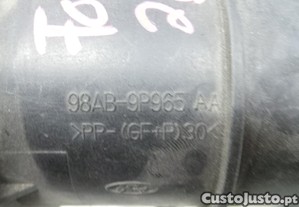 98AB-9P965 AA
>PP-(GF+P)30<
CustoJusto.pt